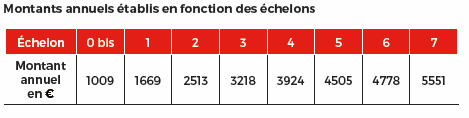 Montants annuels établis en fonction des échelons
Échelon 0 bis 1 2 3 4 5 6 7
Montant
annuel
en € 1009 1669 2513 3218 3924 4505 4778 5551